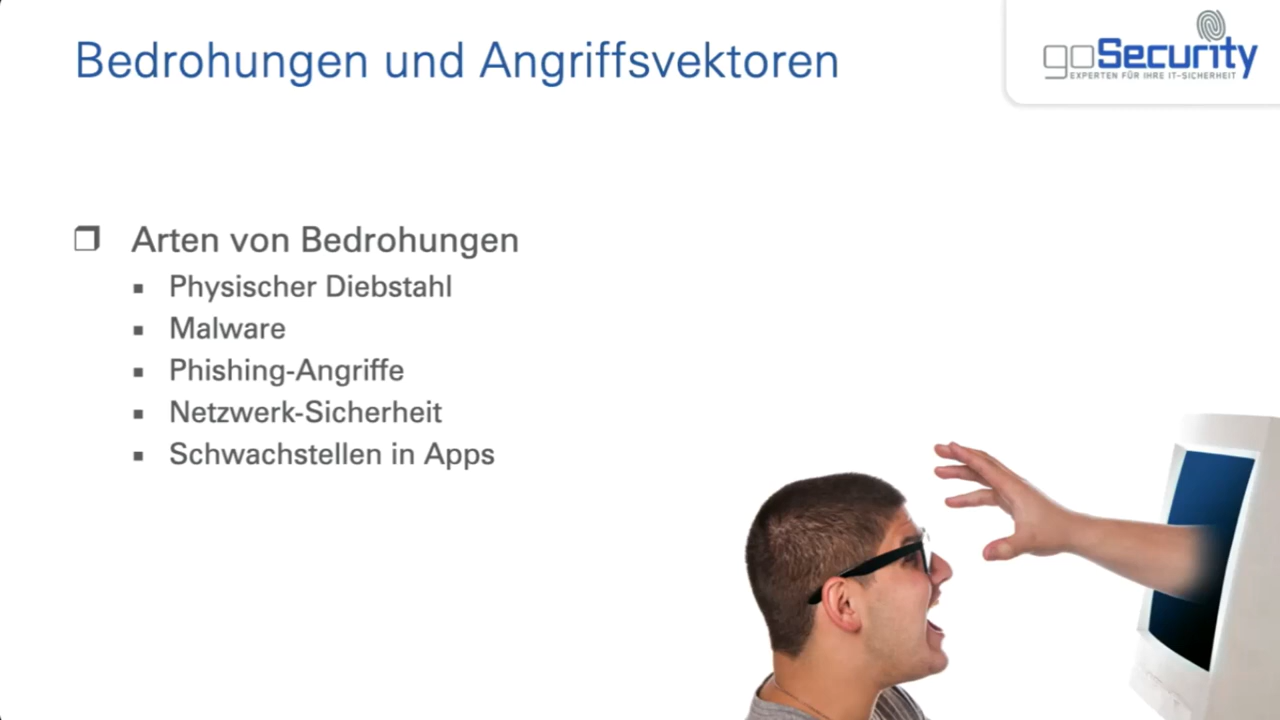 Bedrohungen und Angriffsvektoren
goSecurity
EXPERTEN FÜR IHRE IT-SICHERHEIT
Arten von Bedrohungen
Physischer Diebstahl
Malware
Phishing-Angriffe
Netzwerk-Sicherheit
Schwachstellen in Apps